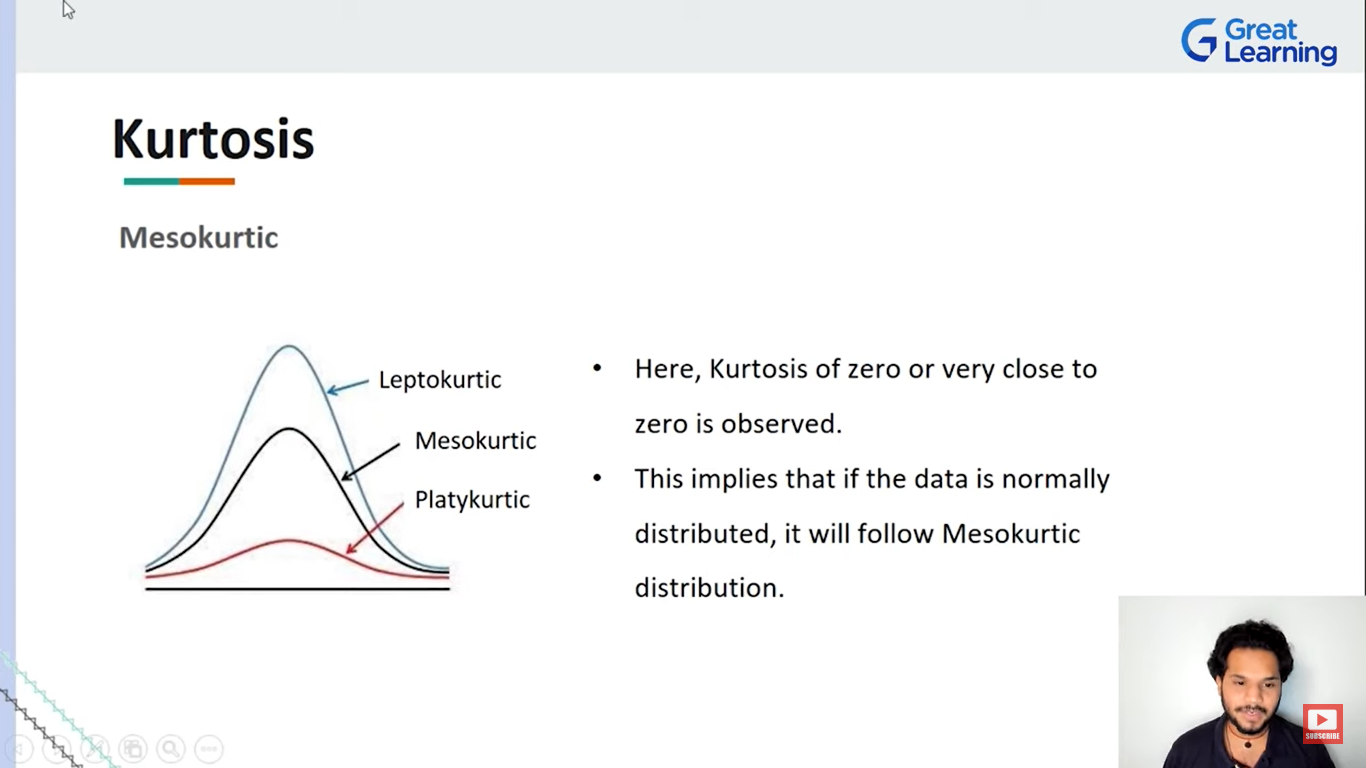 Great
Learning
Kurtosis
Mesokurtic
Leptokurtic
Mesokurtic
Platykurtic
• Here, Kurtosis of zero or very close to
zero is observed.
• This implies that if the data is normally
distributed, it will follow Mesokurtic
distribution.
SUBSCRIBE